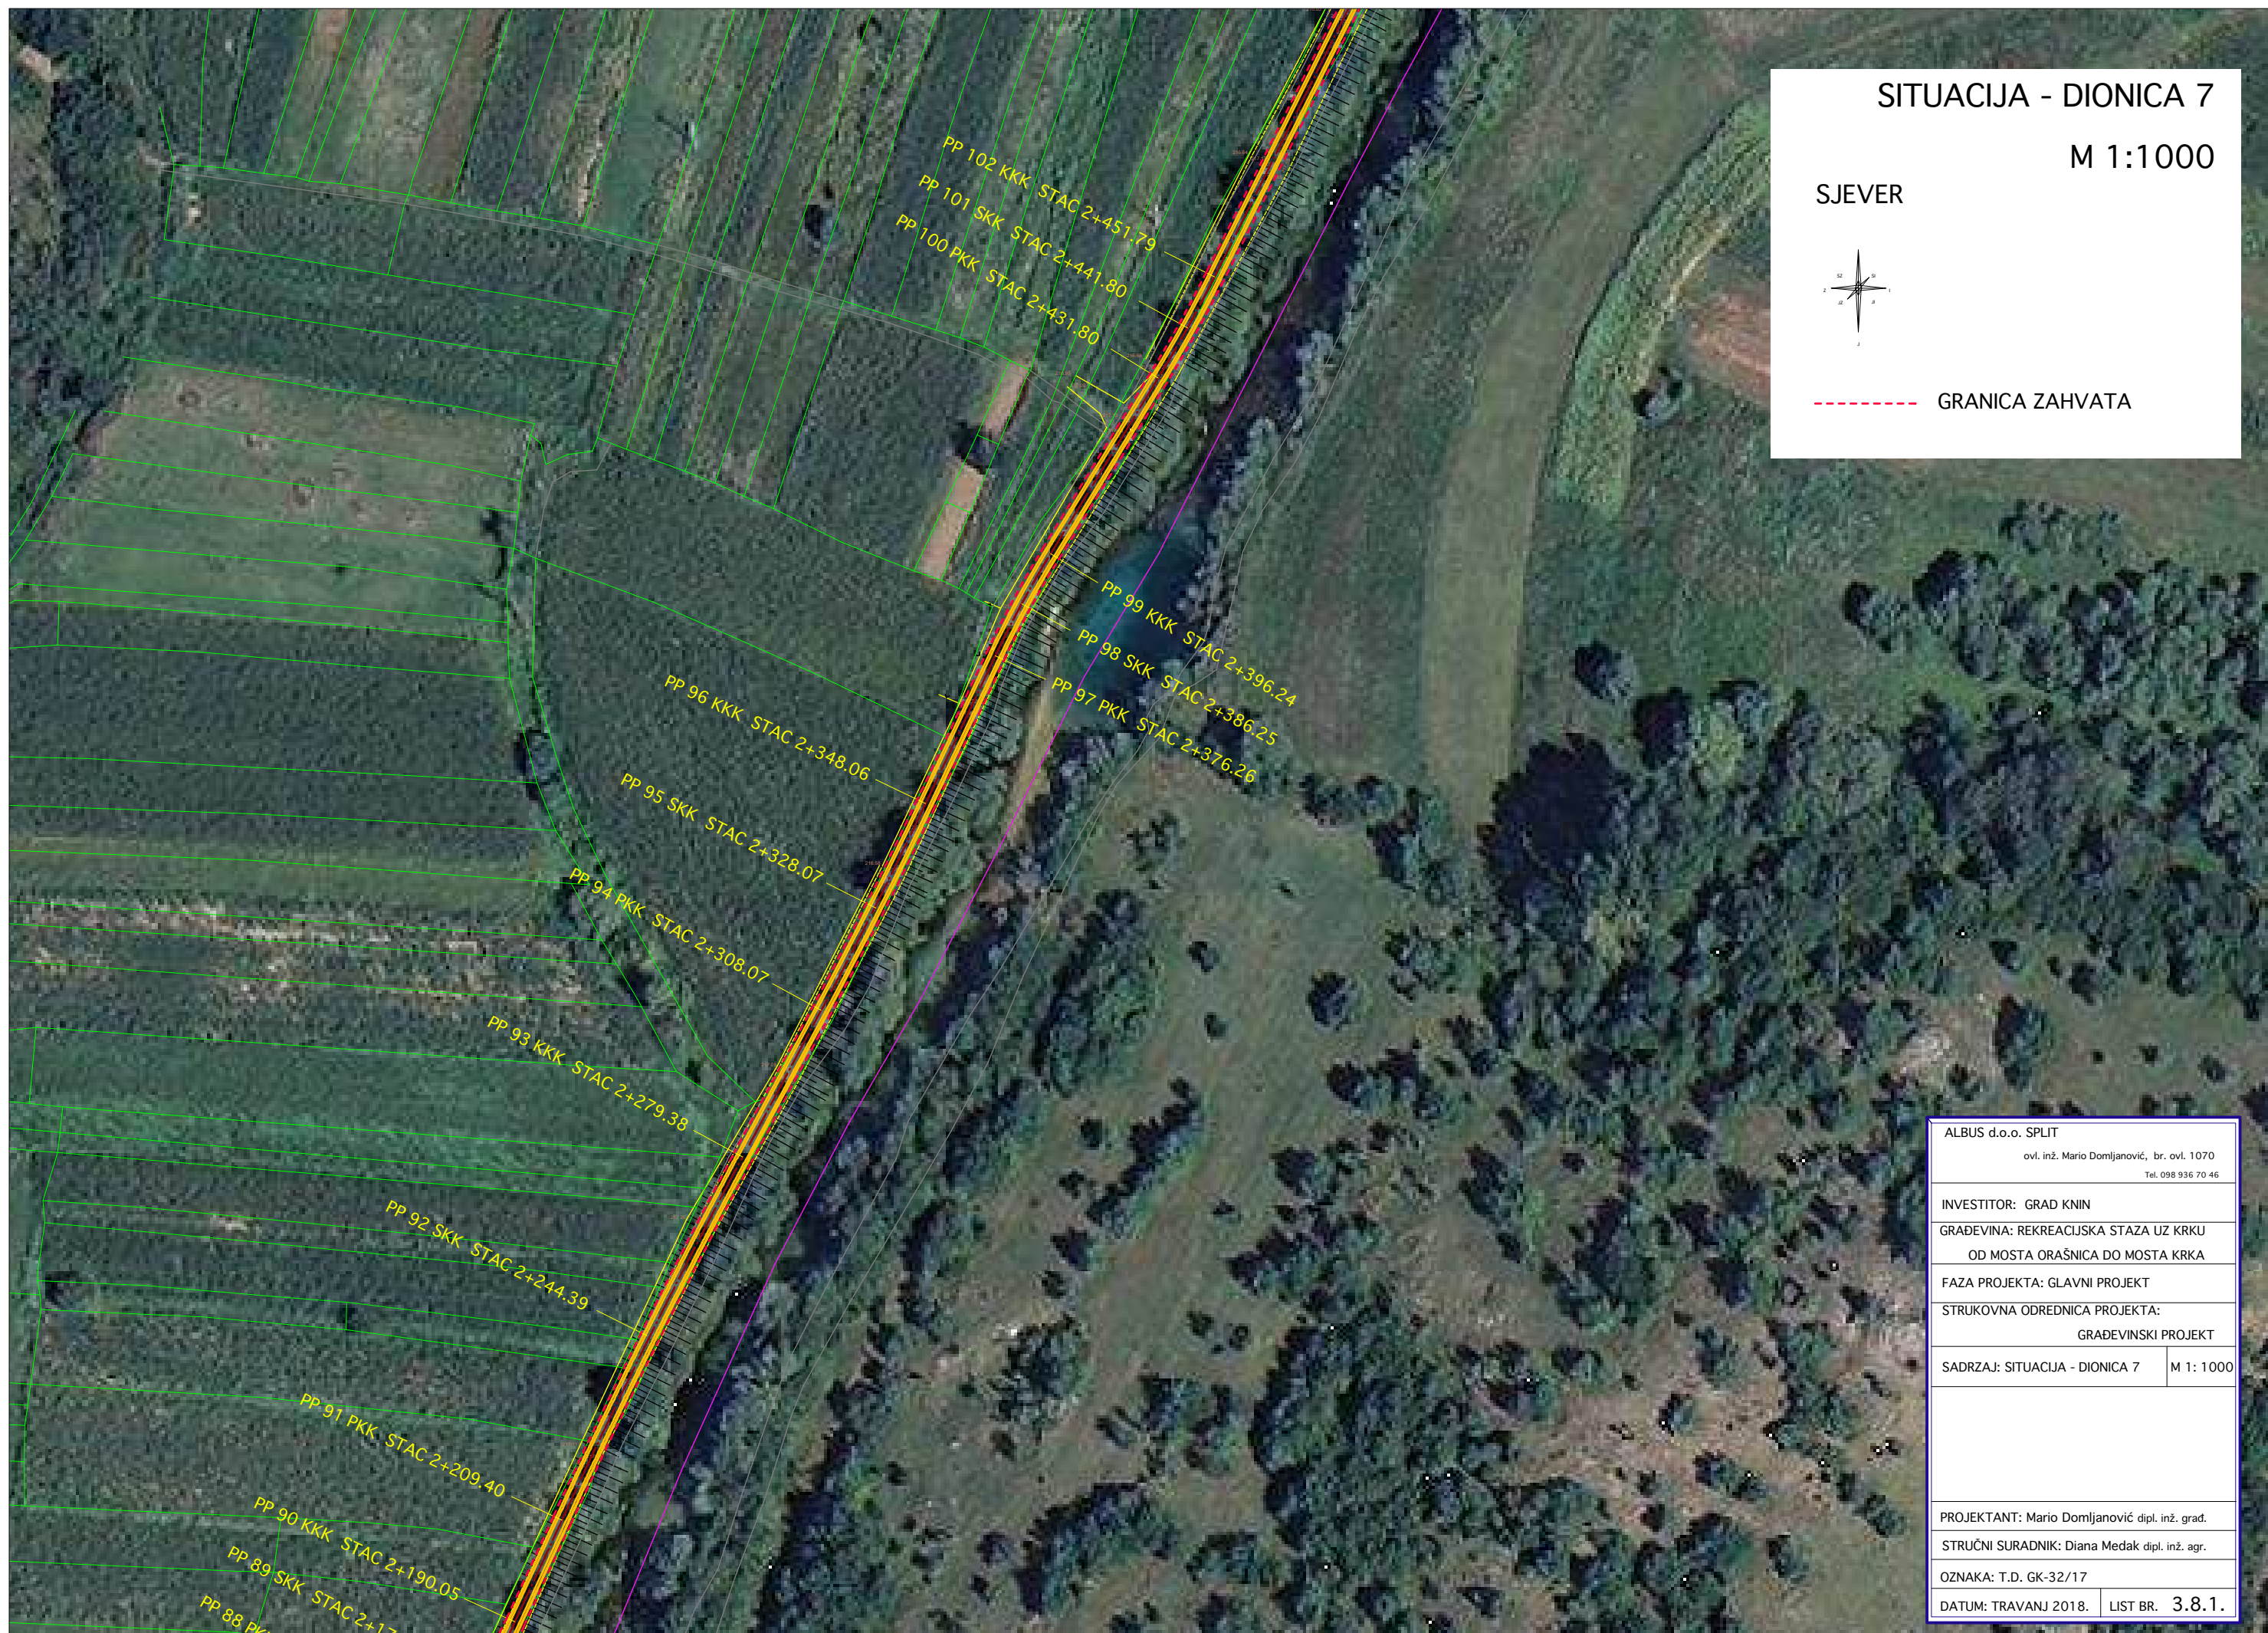 SITUACIJA - DIONICA 7
M 1:1000
SJEVER
GRANICA ZAHVATA
PP 102 KKK STAC 2+451.79
PP 101 SKK STAC 2+441.80
PP 100 PKK STAC 2+431.80
PP 99 KKK STAC 2+396.24
PP 98 SKK STAC 2+386.25
PP 97 PKK STAC 2+376.26
PP 96 KKK STAC 2+348.06
PP 95 SKK STAC 2+328.07
PP 94 PKK STAC 2+308.07
PP 93 KKK STAC 2+279.38
PP 92 SKK STAC 2+244.39
PP 91 PKK STAC 2+209.40
PP 90 KKK STAC 2+190.05
PP 89 SKK STAC 2+17
PP 88
ALBUS d.o.o. SPLIT
ovl. inž. Mario Domljanović, br. ovl. 1070
Tel. 098 936 70 46
INVESTITOR: GRAD KNIN
GRAĐEVINA: REKREACIJSKA STAZA UZ KRKU
OD MOSTA ORAŠNICA DO MOSTA KRKA
FAZA PROJEKTA: GLAVNI PROJEKT
STRUKOVNA ODREDNICA PROJEKTA:
GRAĐEVINSKI PROJEKT
SADRZAJ: SITUACIJA - DIONICA 7 M 1: 1000
PROJEKTANT: Mario Domljanović dipl. inž. građ.
STRUČNI SURADNIK: Diana Medak dipl. inž. agr.
OZNAKA: T.D. GK-32/17
DATUM: TRAVANJ 2018. LIST BR. 3.8.1.